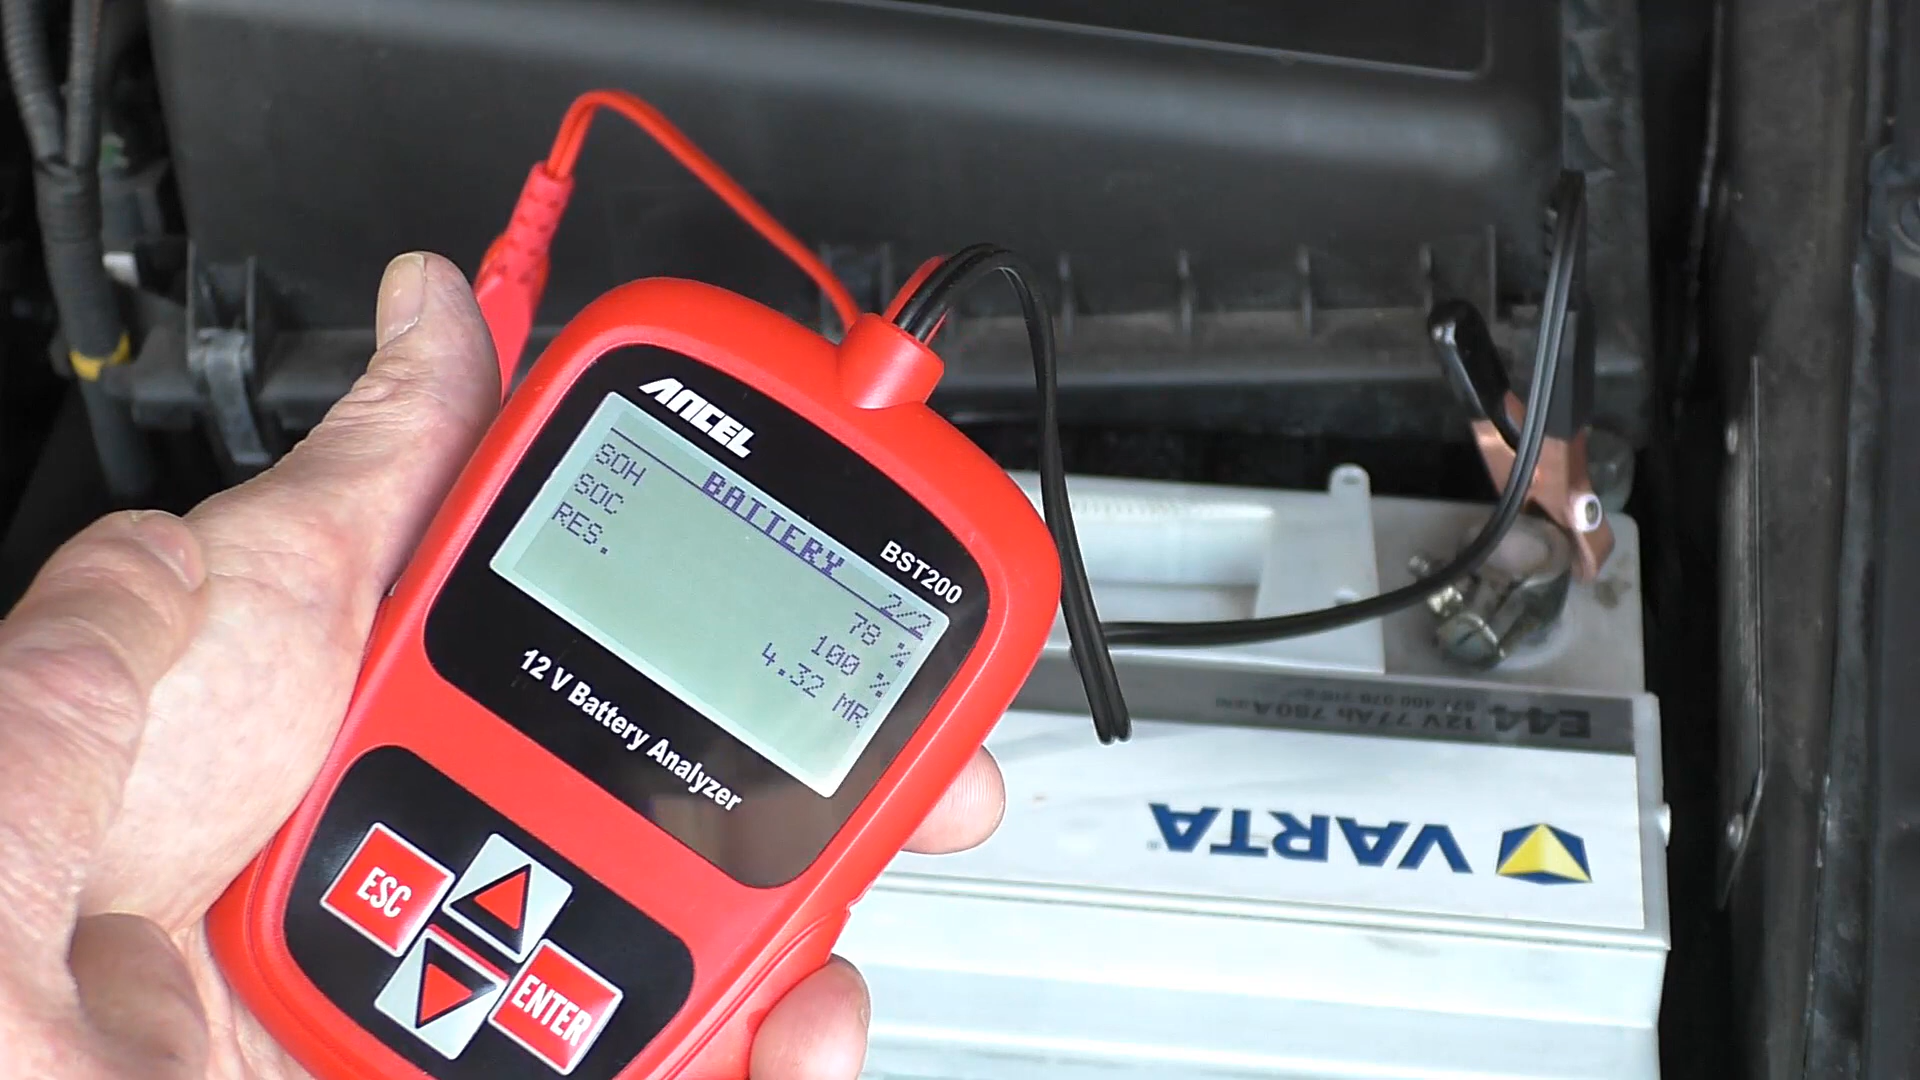 ANCEL
BST200
BATTERY 2/2
SOH 78 %
SOC 100 %
RES. 4.32 MR
12 V Battery Analyzer
ESC
ENTER
E44 12V 77Ah 780A (EN)
VARTA